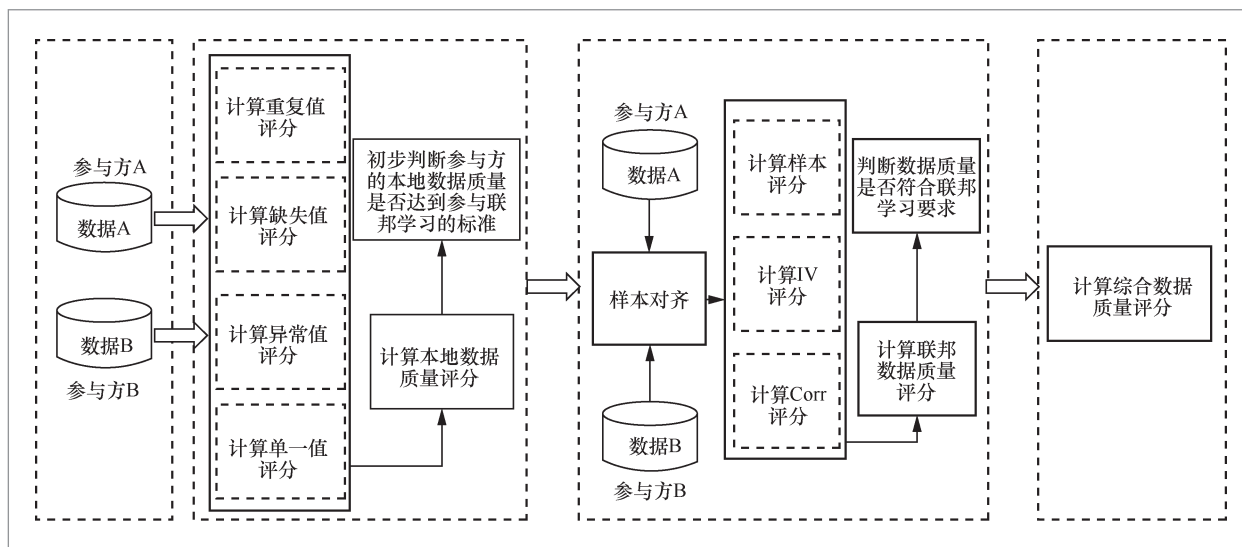 参与方A
数据A
数据B
参与方B
计算重复值
评分
计算缺失值
评分
计算异常值
评分
计算单一值
评分
初步判断参与方
的本地数据质量
是否达到参与联
邦学习的标准
计算本地数据
质量评分
参与方A
数据A
样本对齐
数据B
参与方B
计算样本
评分
计算IV
评分
计算Corr
评分
判断数据质量
是否符合联邦
学习要求
计算联邦
数据质量
评分
计算综合数据
质量评分